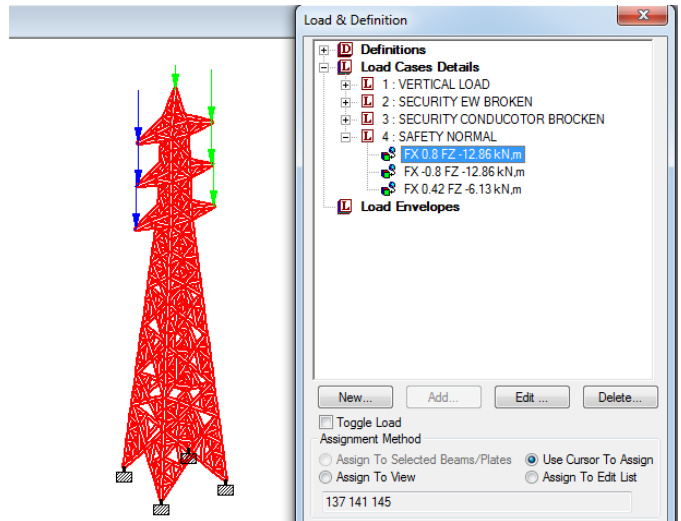 Load & Definition
Definitions
Load Cases Details
1 : VERTICAL LOAD
2 : SECURITY EW BROKEN
3 : SECURITY CONDUCOTOR BROCKEN
4 : SAFETY NORMAL
FX 0.8 FZ -12.86 kN,m
FX -0.8 FZ -12.86 kN,m
FX 0.42 FZ -6.13 kN,m
Load Envelopes
New... Add... Edit ... Delete...
Toggle Load
Assignment Method
Assign To Selected Beams/Plates Use Cursor To Assign
Assign To View Assign To Edit List
137 141 145